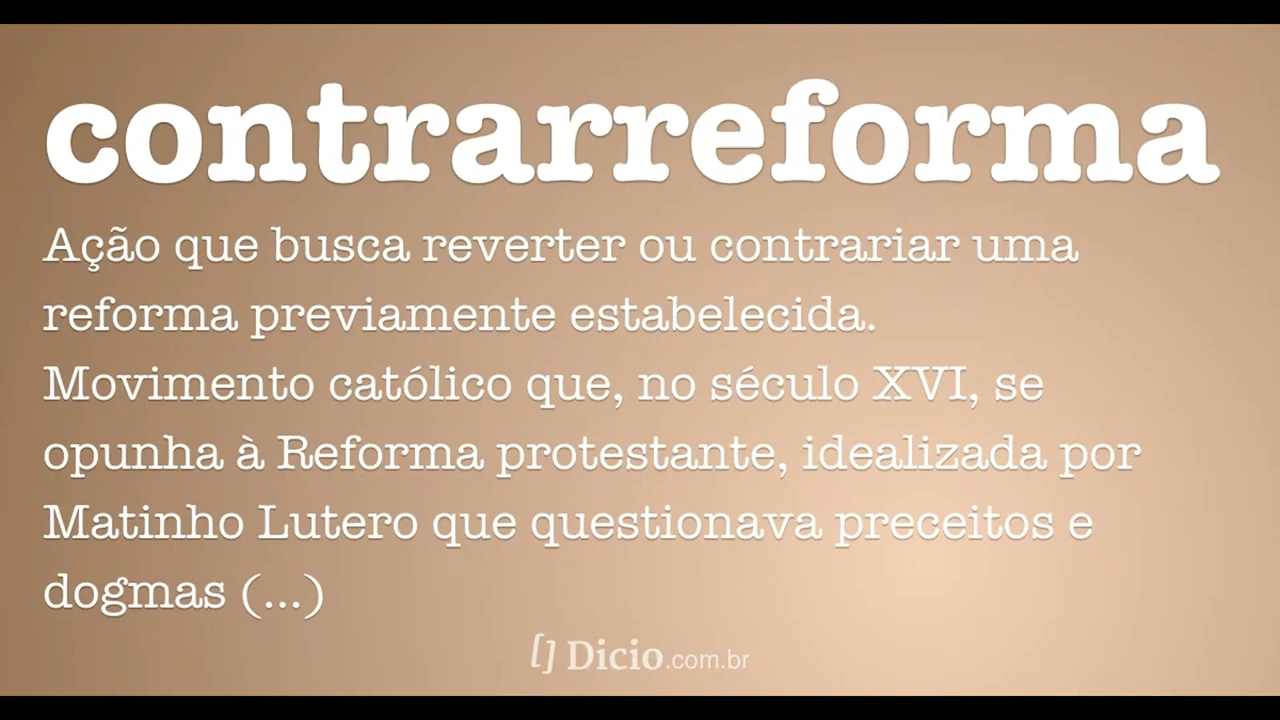 contrarreforma
Ação que busca reverter ou contrariar uma
reforma previamente estabelecida.
Movimento católico que, no século XVI, se
opunha à Reforma protestante, idealizada por
Matinho Lutero que questionava preceitos e
dogmas (...)
[] Dicio.com.br